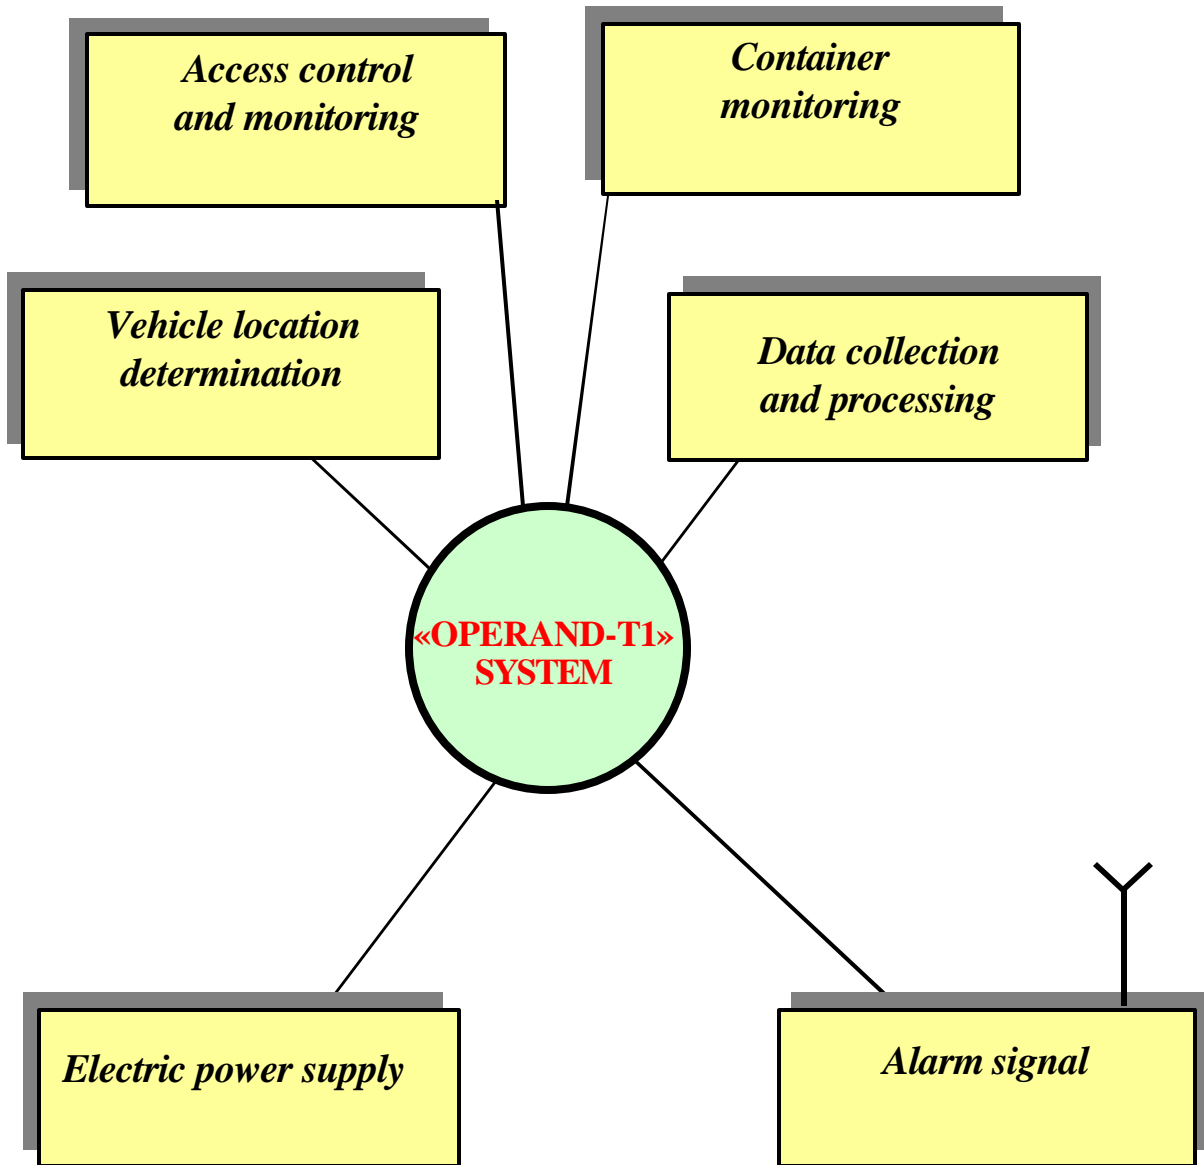 Access control
and monitoring
Container
monitoring
Vehicle location
determination
Data collection
and processing
«OPERAND-T1»
SYSTEM
Electric power supply
Alarm signal